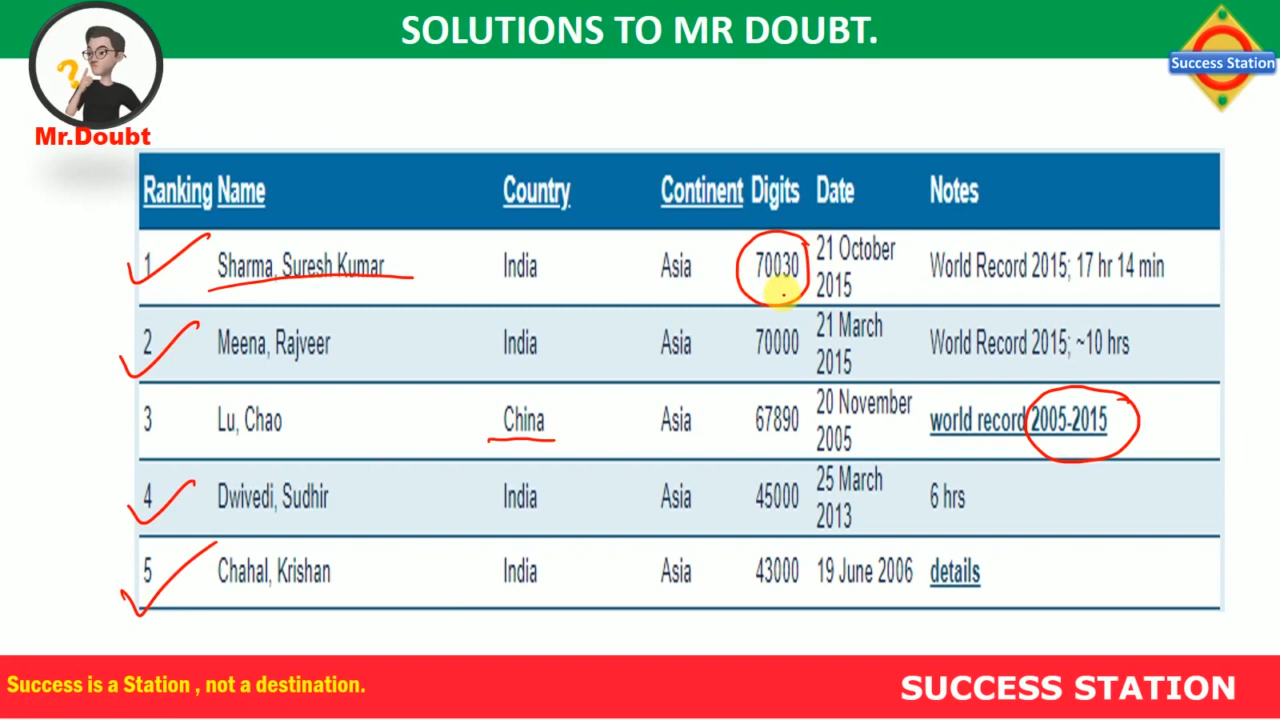 SOLUTIONS TO MR DOUBT.
Success Station
Mr.Doubt
Ranking Name Country Continent Digits Date Notes
1 Sharma, Suresh Kumar India Asia 70030 21 October 2015 World Record 2015; 17 hr 14 min
2 Meena, Rajveer India Asia 70000 21 March 2015 World Record 2015; ~10 hrs
3 Lu, Chao China Asia 67890 20 November 2005 world record 2005-2015
4 Dwivedi, Sudhir India Asia 45000 25 March 2013 6 hrs
5 Chahal, Krishan India Asia 43000 19 June 2006 details
Success is a Station , not a destination.
SUCCESS STATION